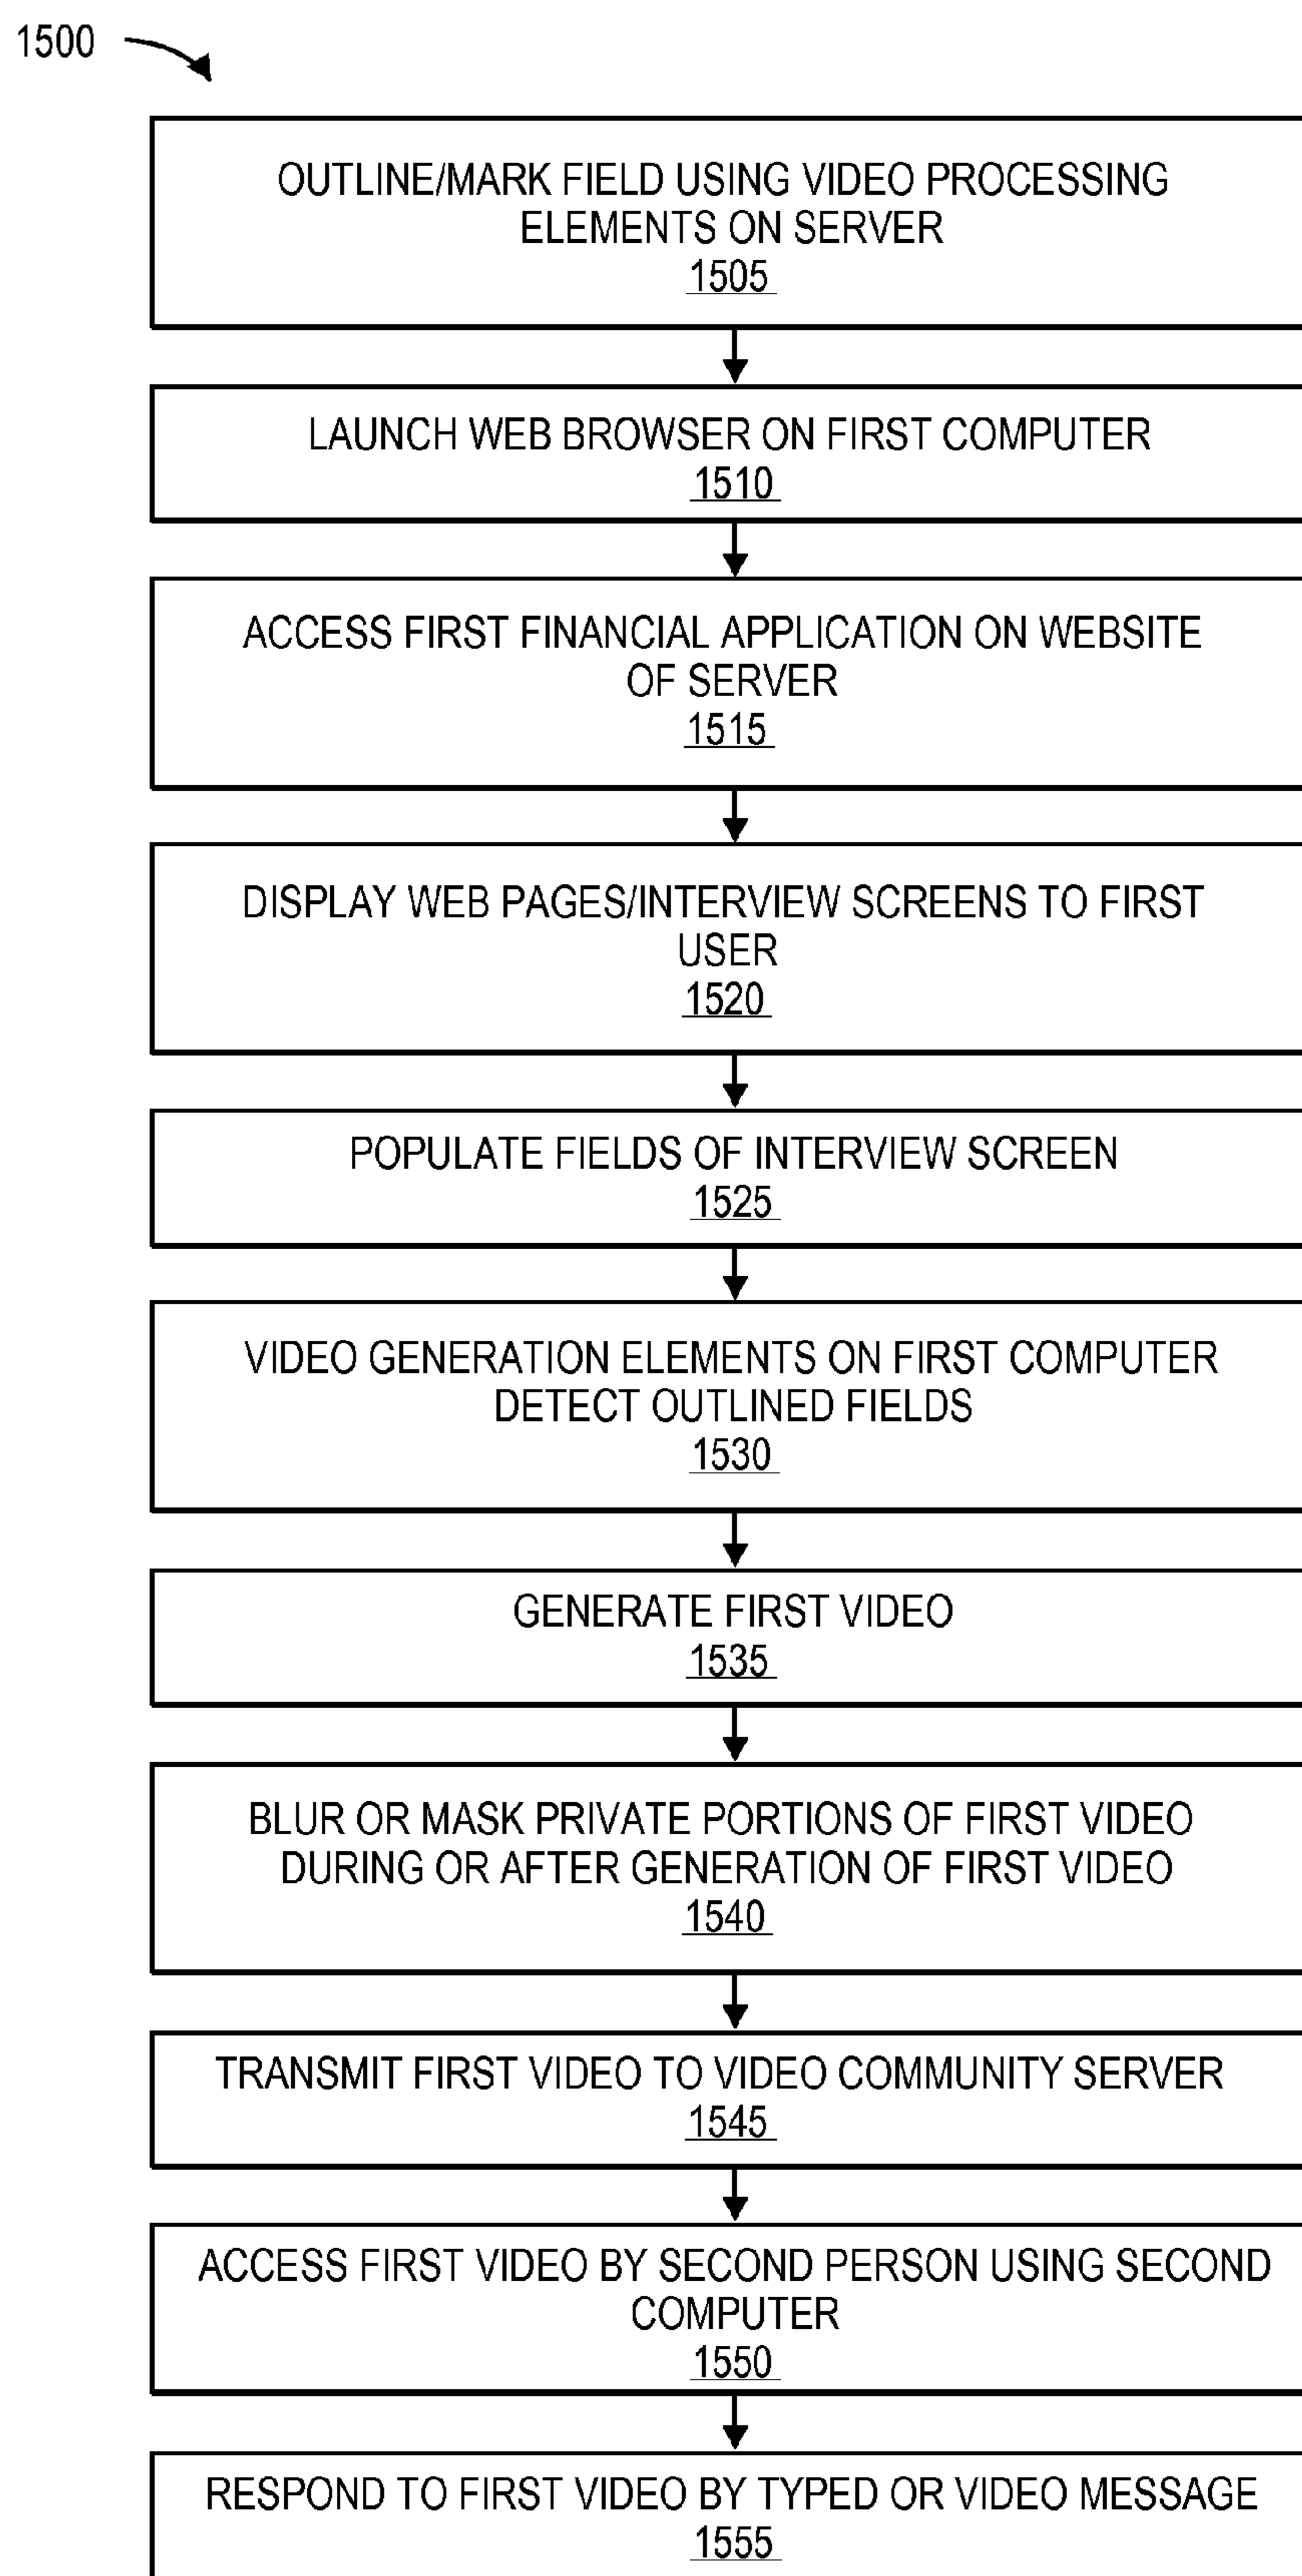 1500
OUTLINE/MARK FIELD USING VIDEO PROCESSING
ELEMENTS ON SERVER
1505
LAUNCH WEB BROWSER ON FIRST COMPUTER
1510
ACCESS FIRST FINANCIAL APPLICATION ON WEBSITE
OF SERVER
1515
DISPLAY WEB PAGES/INTERVIEW SCREENS TO FIRST
USER
1520
POPULATE FIELDS OF INTERVIEW SCREEN
1525
VIDEO GENERATION ELEMENTS ON FIRST COMPUTER
DETECT OUTLINED FIELDS
1530
GENERATE FIRST VIDEO
1535
BLUR OR MASK PRIVATE PORTIONS OF FIRST VIDEO
DURING OR AFTER GENERATION OF FIRST VIDEO
1540
TRANSMIT FIRST VIDEO TO VIDEO COMMUNITY SERVER
1545
ACCESS FIRST VIDEO BY SECOND PERSON USING SECOND
COMPUTER
1550
RESPOND TO FIRST VIDEO BY TYPED OR VIDEO MESSAGE
1555